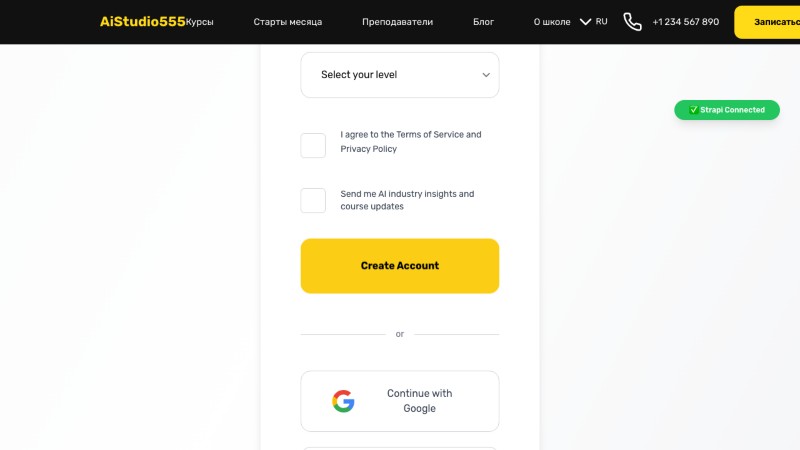 AiStudio555 Курсы Старты месяца Преподаватели Блог О школе RU +1 234 567 890 Записатьс
Select your level
✅ Strapi Connected
I agree to the Terms of Service and
Privacy Policy
Send me AI industry insights and
course updates
Create Account
or
Continue with
Google